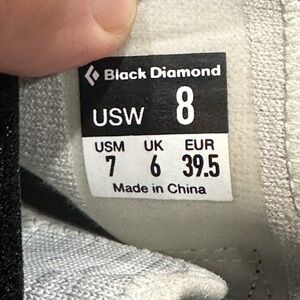 Black Diamond
USW 8
USM UK EUR
7 6 39.5
Made in China